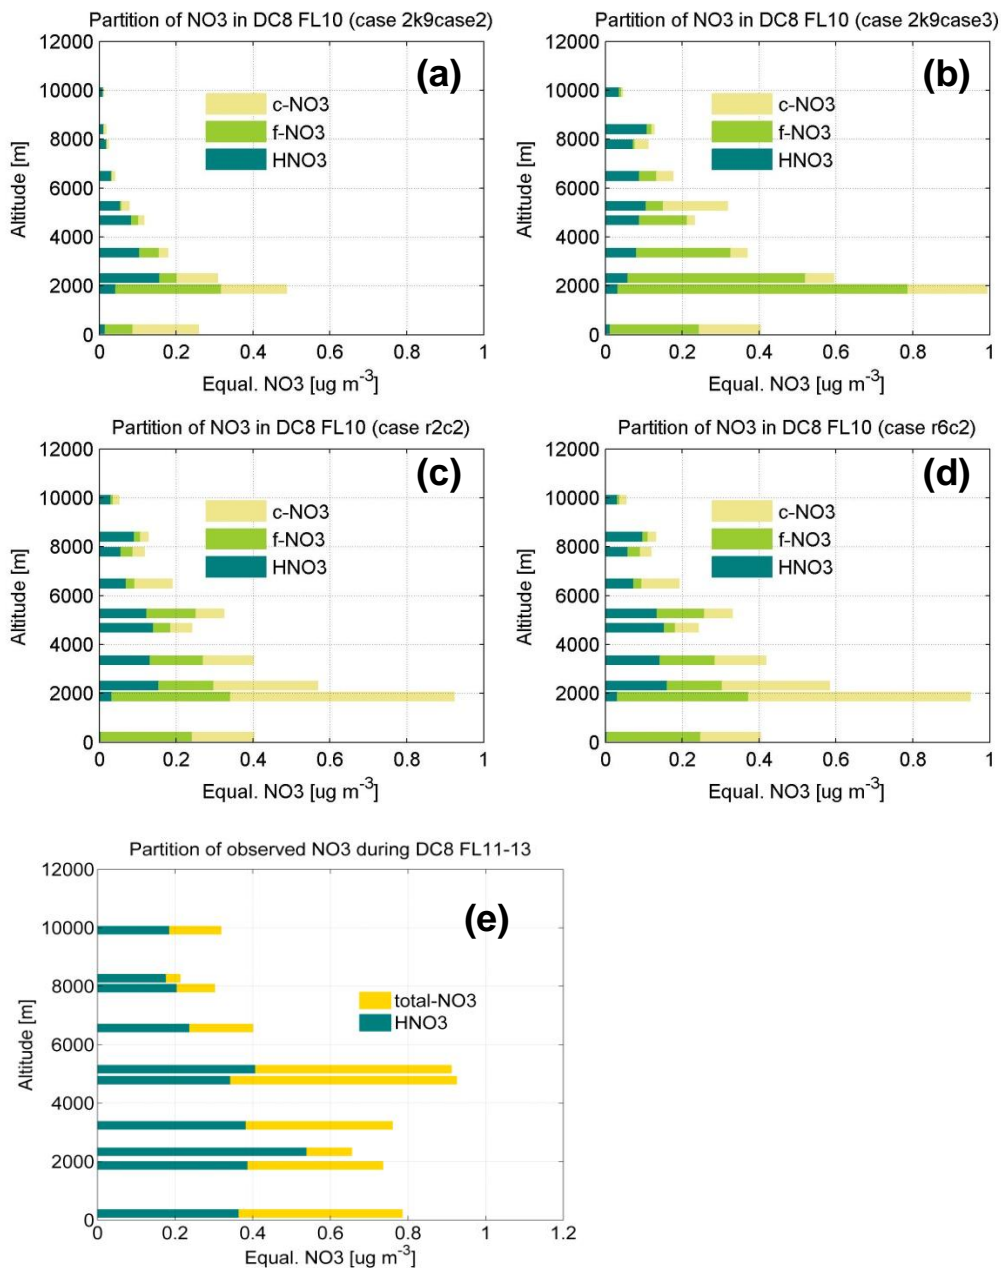 Partition of NO3 in DC8 FL10 (case 2k9case2)
(a)
c-NO3
f-NO3
HNO3
12000
10000
8000
6000
4000
2000
0
Altitude [m]
0
0.2
0.4
0.6
0.8
1
Equal. NO3 [ug m-3]
Partition of NO3 in DC8 FL10 (case 2k9case3)
(b)
c-NO3
f-NO3
HNO3
12000
10000
8000
6000
4000
2000
0
Altitude [m]
0
0.2
0.4
0.6
0.8
1
Equal. NO3 [ug m-3]
Partition of NO3 in DC8 FL10 (case r2c2)
(c)
c-NO3
f-NO3
HNO3
12000
10000
8000
6000
4000
2000
0
Altitude [m]
0
0.2
0.4
0.6
0.8
1
Equal. NO3 [ug m-3]
Partition of NO3 in DC8 FL10 (case r6c2)
(d)
c-NO3
f-NO3
HNO3
12000
10000
8000
6000
4000
2000
0
Altitude [m]
0
0.2
0.4
0.6
0.8
1
Equal. NO3 [ug m-3]
Partition of observed NO3 during DC8 FL11-13
(e)
total-NO3
HNO3
12000
10000
8000
6000
4000
2000
0
Altitude [m]
0
0.2
0.4
0.6
0.8
1
1.2
Equal. NO3 [ug m-3]